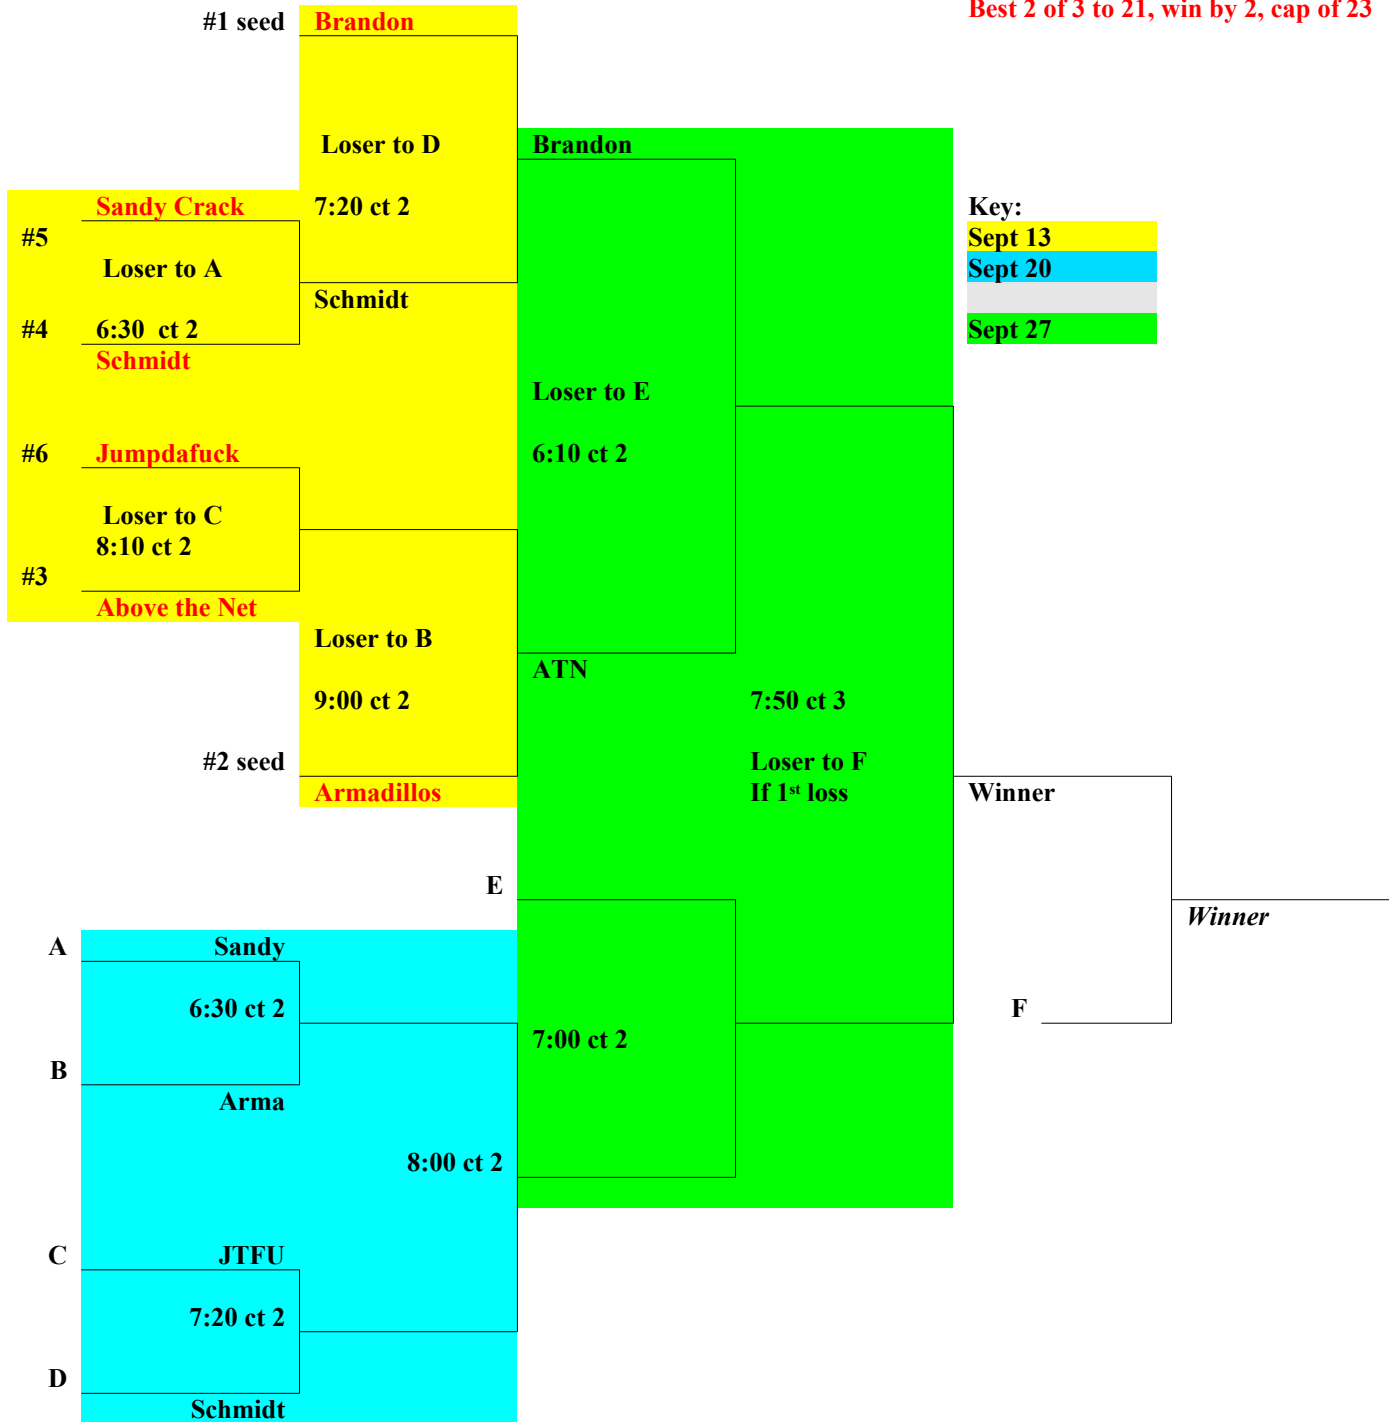 Best 2 of 3 to 21, win by 2, cap of 23
#1 seed Brandon
Loser to D
Brandon
Sandy Crack
7:20 ct 2
Key:
#5
Sept 13
Loser to A
Sept 20
Schmidt
#4
6:30 ct 2
Sept 27
Schmidt
Loser to E
#6
Jumpdafuck
6:10 ct 2
Loser to C
8:10 ct 2
#3
Above the Net
Loser to B
ATN
9:00 ct 2
7:50 ct 3
#2 seed
Loser to F
Armadillos
If 1st loss
Winner
E
Winner
A
Sandy
6:30 ct 2
F
7:00 ct 2
B
Arma
8:00 ct 2
C
JTFU
7:20 ct 2
D
Schmidt